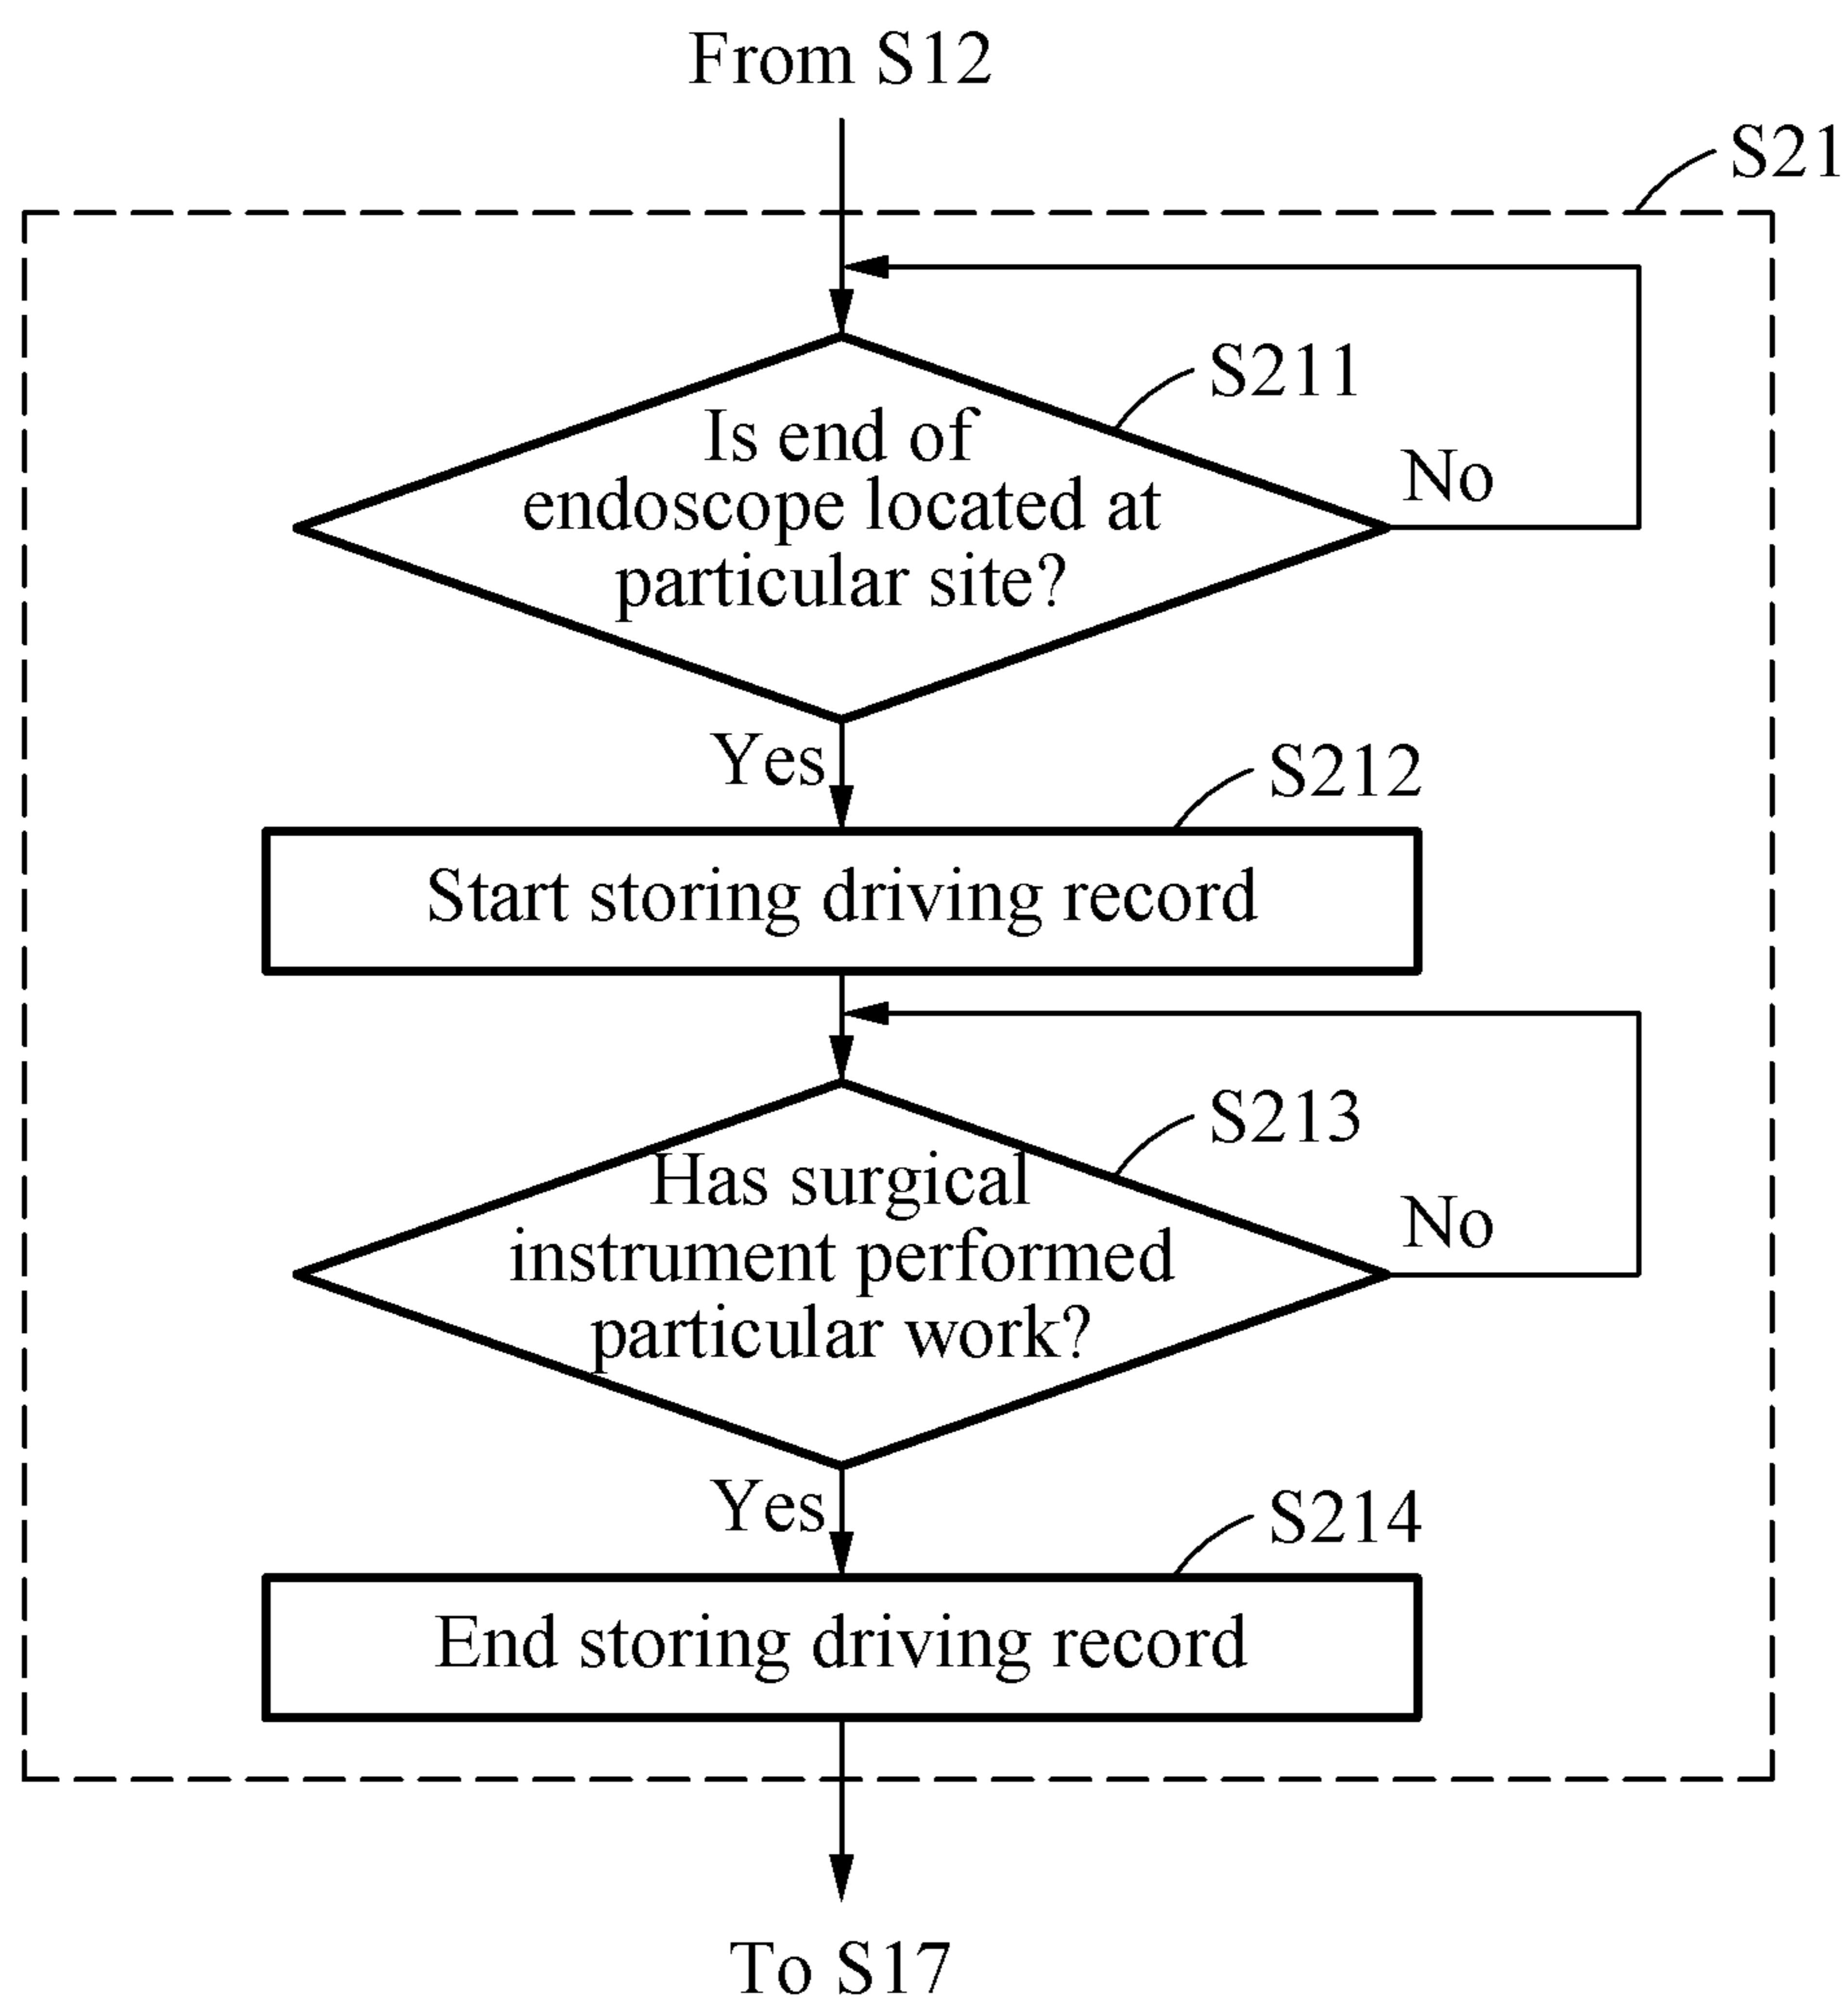 From S12
S21
S211
Is end of
endoscope located at
particular site?
No
Yes
S212
Start storing driving record
S213
Has surgical
instrument performed
particular work?
No
Yes
S214
End storing driving record
To S17